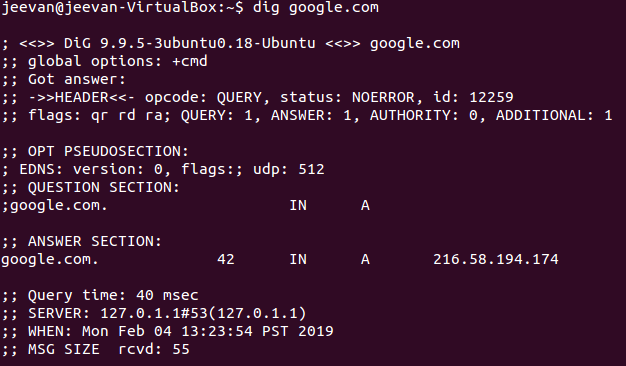 jeevan@jeevan-VirtualBox:~$ dig google.com
; <<>> DiG 9.9.5-3ubuntu0.18-Ubuntu <<>> google.com
;; global options: +cmd
;; Got answer:
;; ->>HEADER<<- opcode: QUERY, status: NOERROR, id: 12259
;; flags: qr rd ra; QUERY: 1, ANSWER: 1, AUTHORITY: 0, ADDITIONAL: 1
;; OPT PSEUDOSECTION:
; EDNS: version: 0, flags:; udp: 512
;; QUESTION SECTION:
;google.com. IN A
;; ANSWER SECTION:
google.com. 42 IN A 216.58.194.174
;; Query time: 40 msec
;; SERVER: 127.0.1.1#53(127.0.1.1)
;; WHEN: Mon Feb 04 13:23:54 PST 2019
;; MSG SIZE  rcvd: 55